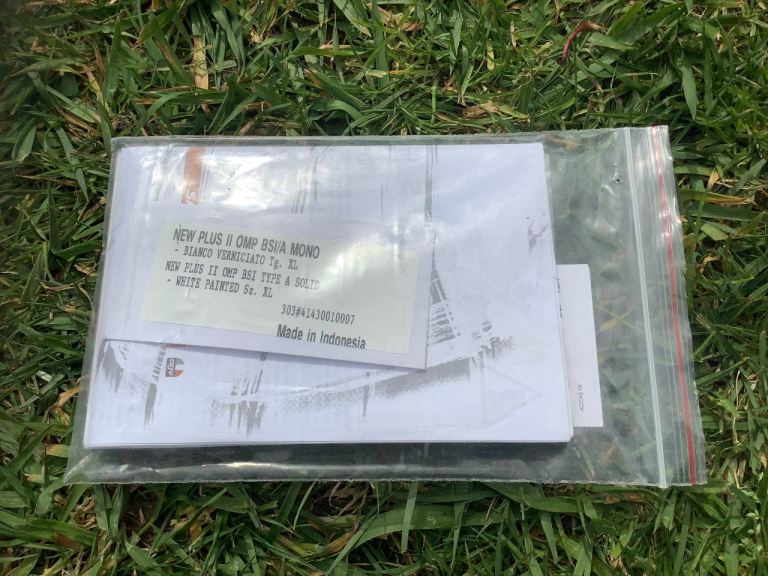 NEW PLUS II OMP BSI/A MONO
- BIANCO VERNICIATO Tg. XL
NEW PLUS II OMP BSI TYPE A SOLID
- WHITE PAINTED Sz. XL
303#41430010007
Made in Indonesia